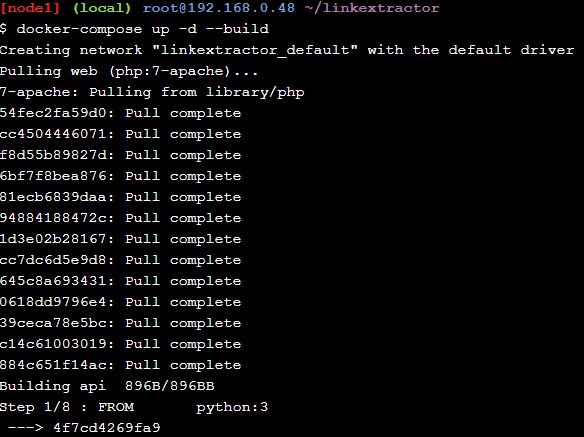 [node1] (local) root@192.168.0.48 ~/linkextractor
$ docker-compose up -d --build
Creating network "linkextractor_default" with the default driver
Pulling web (php:7-apache)...
7-apache: Pulling from library/php
54fec2fa59d0: Pull complete
cc4504446071: Pull complete
f8d55b89827d: Pull complete
6bf7f8bea876: Pull complete
81ecb6839daa: Pull complete
94884188472c: Pull complete
1d3e02b28167: Pull complete
cc7dc6d5e9d8: Pull complete
645c8a693431: Pull complete
0618dd9796e4: Pull complete
39ceca78e5bc: Pull complete
c14c61003019: Pull complete
884c651f14ac: Pull complete
Building api  896B/896BB
Step 1/8 : FROM       python:3
 ---> 4f7cd4269fa9